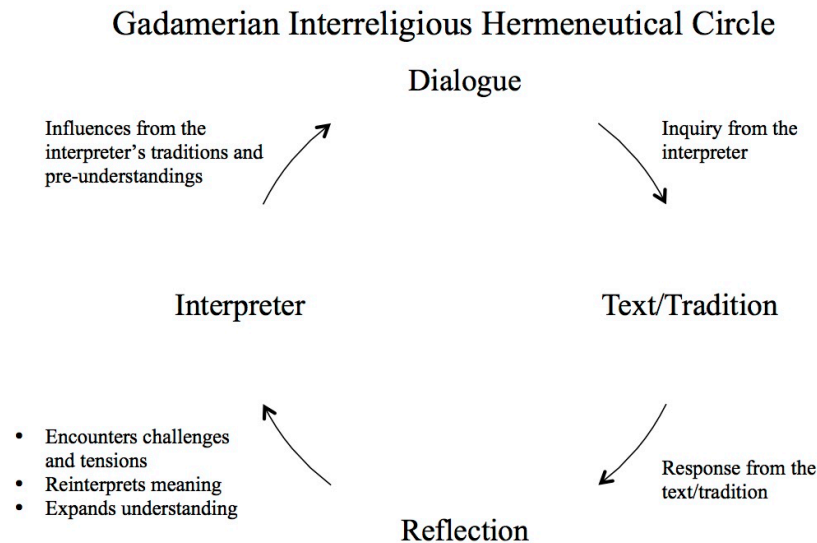 Gadamerian Interreligious Hermeneutical Circle
Dialogue
Influences from the
interpreter's traditions and
pre-understandings
Inquiry from the
interpreter
Interpreter
Text/Tradition
• Encounters challenges
and tensions
• Reinterprets meaning
• Expands understanding
Response from the
text/tradition
Reflection